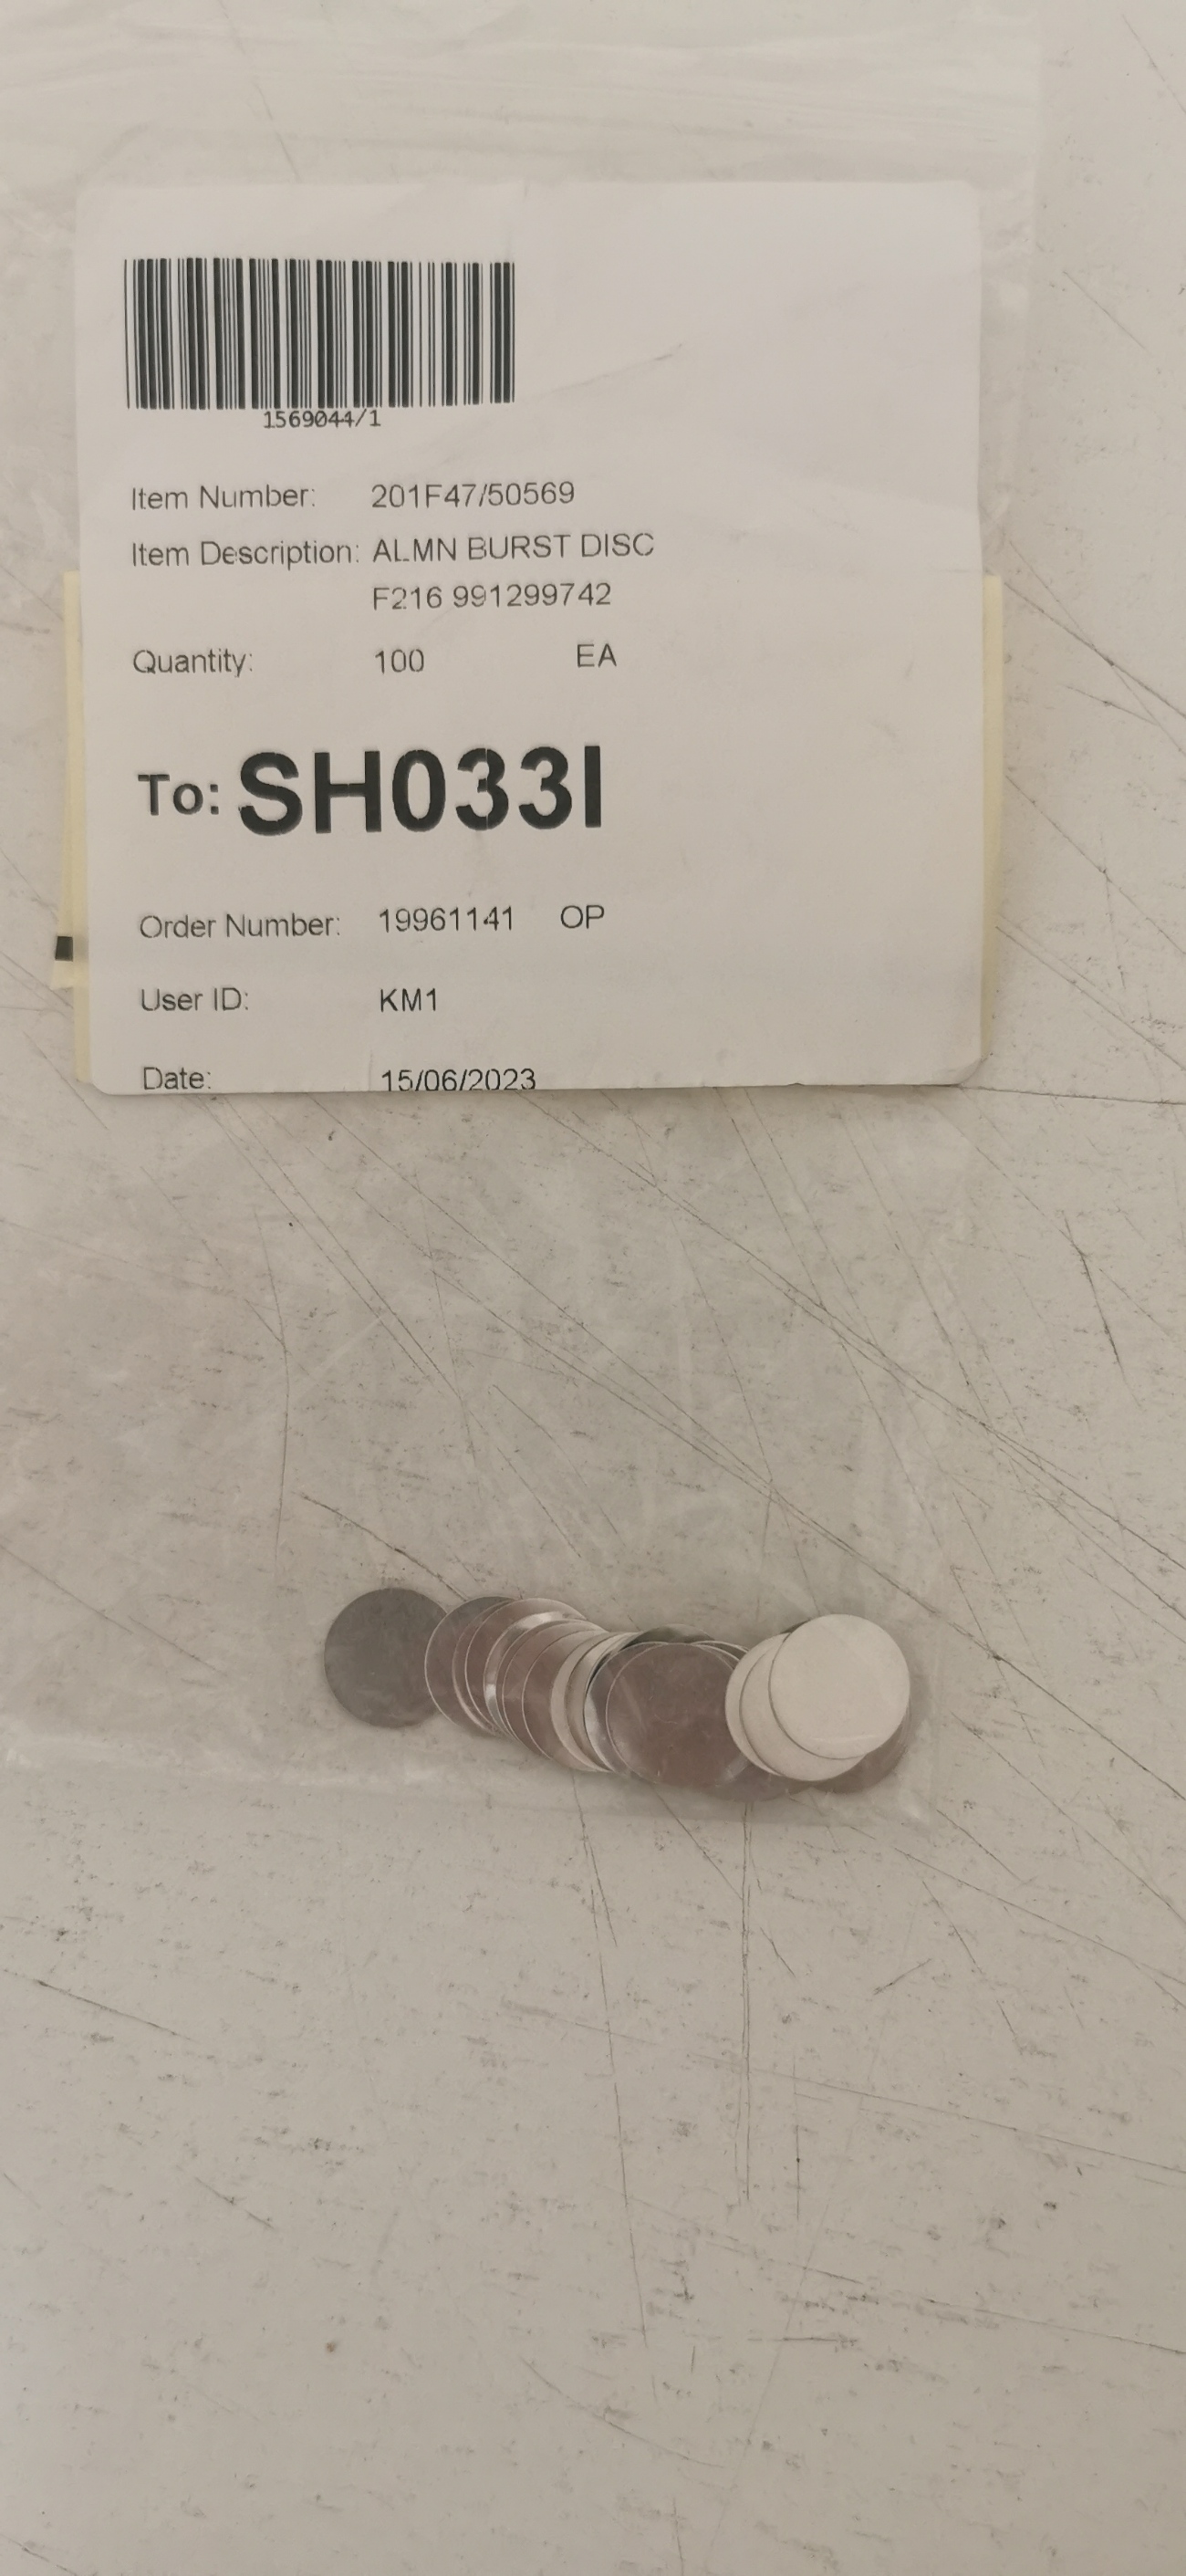 1569044/1
Item Number: 201F47/50569
Item Description: ALMN BURST DISC
F216 991299742
Quantity: 100 EA
To: SH033I
Order Number: 19961141 OP
User ID: KM1
Date: 15/06/2023